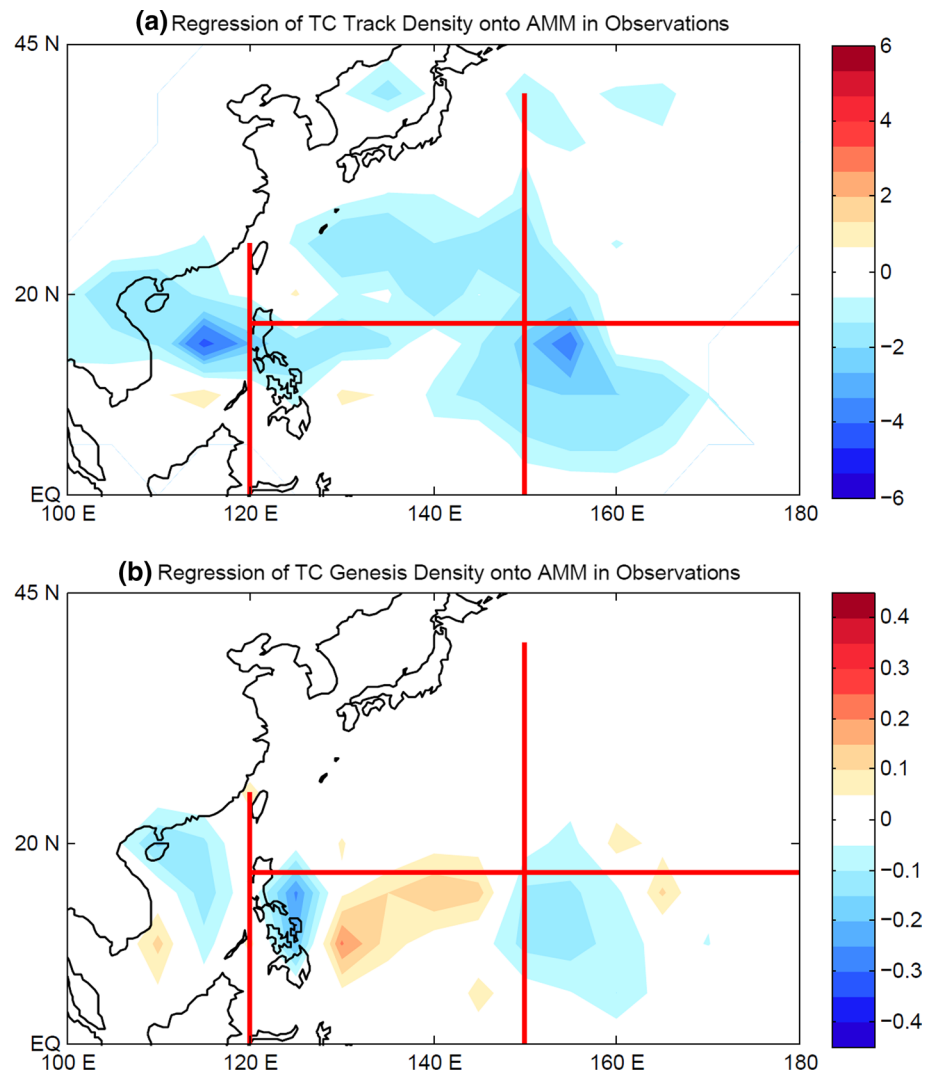 (a) Regression of TC Track Density onto AMM in Observations
45 N
20 N
EQ
100 E 120 E 140 E 160 E 180
6
4
2
0
−2
−4
−6
(b) Regression of TC Genesis Density onto AMM in Observations
45 N
20 N
EQ
100 E 120 E 140 E 160 E 180
0.4
0.3
0.2
0.1
0
−0.1
−0.2
−0.3
−0.4